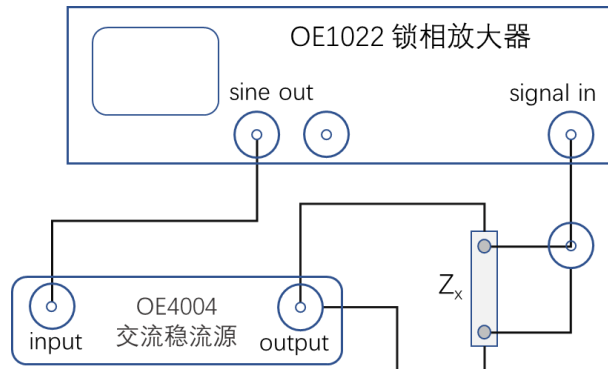 OE1022 锁相放大器
sine out
signal in
OE4004
交流稳流源
input
output
Zx